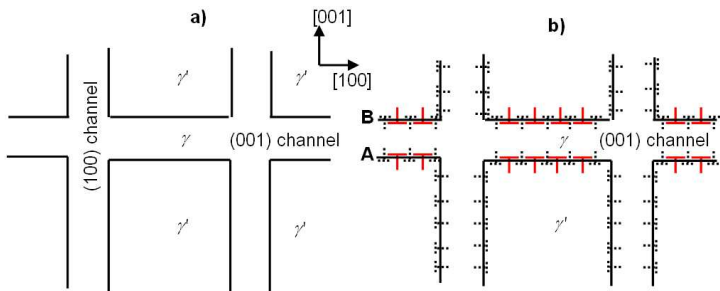 a)
[001]
b)
γ'
γ'
[100]
γ'
B
(100) channel
γ
(001) channel
γ
(001) channel
A
γ'
γ'
γ'